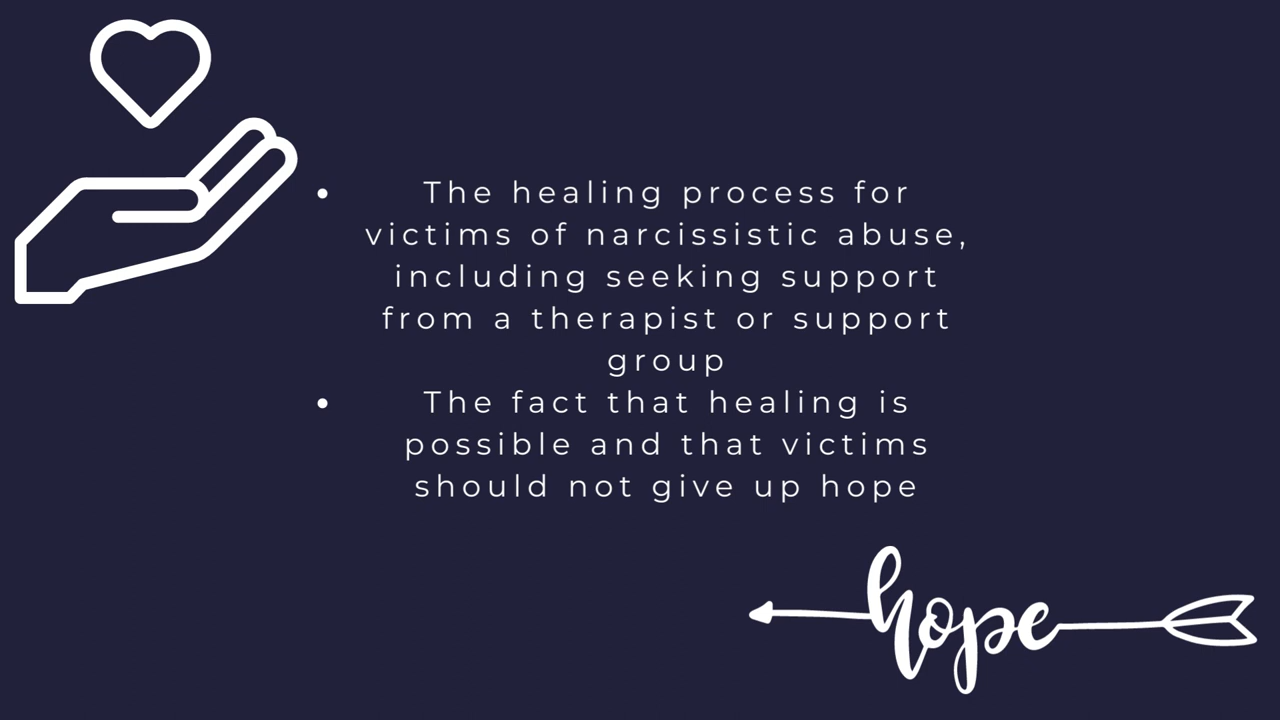 • The healing process for
victims of narcissistic abuse,
including seeking support
from a therapist or support
group
• The fact that healing is
possible and that victims
should not give up hope
hope